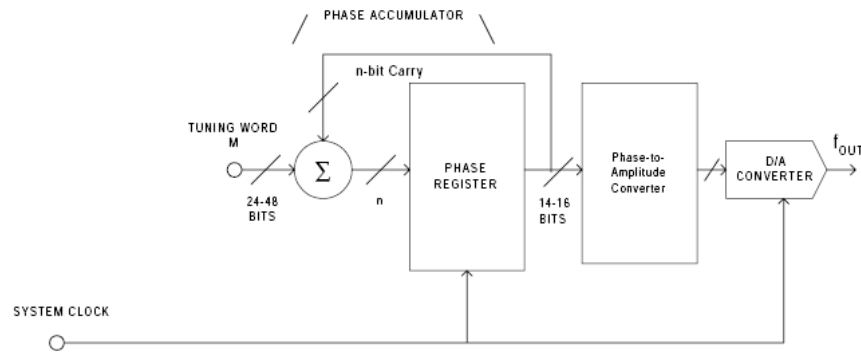 PHASE ACCUMULATOR
n-bit Carry
TUNING WORD
M
24-48
BITS
Σ
n
PHASE
REGISTER
14-16
BITS
Phase-to-
Amplitude
Converter
D/A
CONVERTER
fOUT
SYSTEM CLOCK